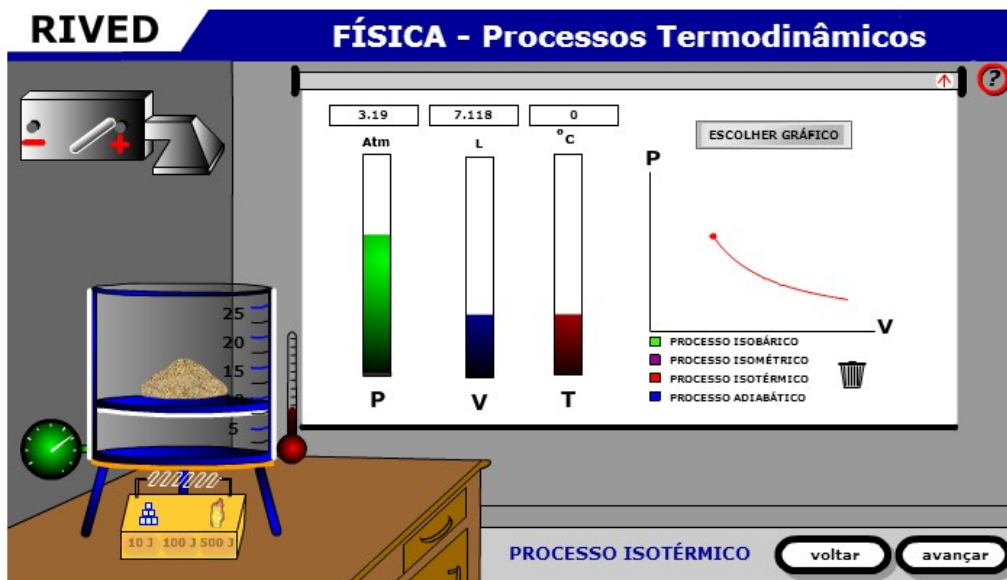 RIVED
FÍSICA - Processos Termodinâmicos
?
3.19 7.118 0
Atm L °C
ESCOLHER GRÁFICO
P
V
P V T
PROCESSO ISOBÁRICO
PROCESSO ISOMÉTRICO
PROCESSO ISOTÉRMICO
PROCESSO ADIABÁTICO
25
20
15
5
10 J 100 J 500 J
PROCESSO ISOTÉRMICO
voltar avançar